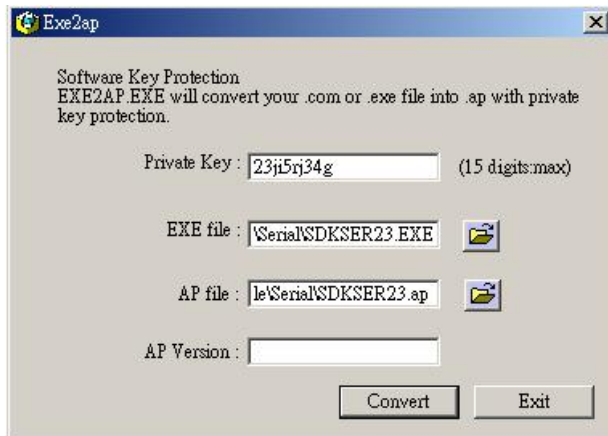 Exe2ap
Software Key Protection
EXE2AP.EXE will convert your .com or .exe file into .ap with private
key protection.
Private Key : 23ji5rj34g (15 digits:max)
EXE file : \Serial\SDKSER23.EXE
AP file : le\Serial\SDKSER23.ap
AP Version :
Convert Exit